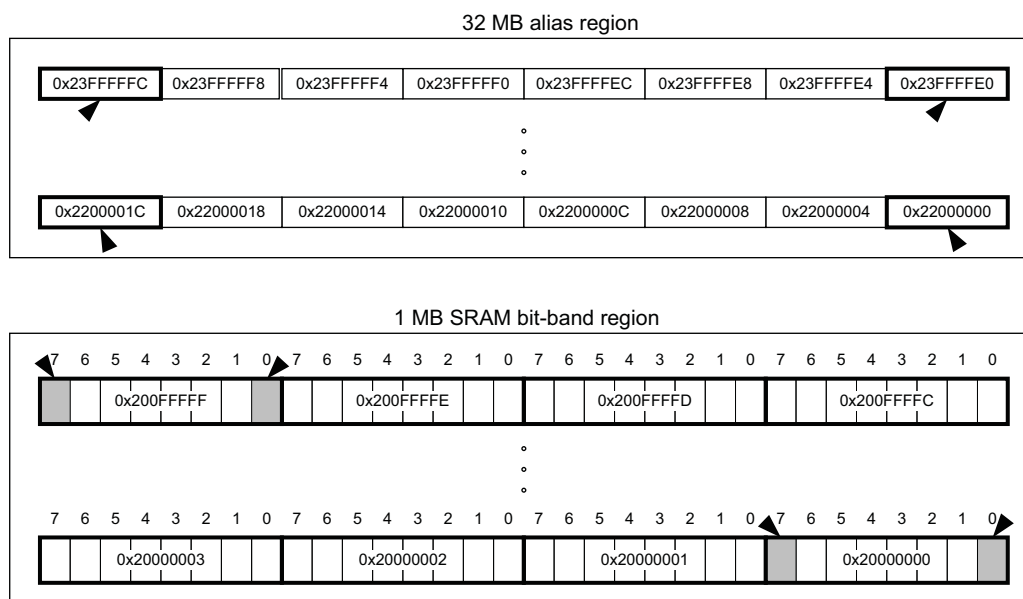 32 MB alias region
0x23FFFFFC 0x23FFFFF8 0x23FFFFF4 0x23FFFFF0 0x23FFFFEC 0x23FFFFE8 0x23FFFFE4 0x23FFFFE0
0x2200001C 0x22000018 0x22000014 0x22000010 0x2200000C 0x22000008 0x22000004 0x22000000
1 MB SRAM bit-band region
7 6 5 4 3 2 1 0 7 6 5 4 3 2 1 0 7 6 5 4 3 2 1 0 7 6 5 4 3 2 1 0
0x200FFFFF 0x200FFFFE 0x200FFFFD 0x200FFFFC
7 6 5 4 3 2 1 0 7 6 5 4 3 2 1 0 7 6 5 4 3 2 1 0 7 6 5 4 3 2 1 0
0x20000003 0x20000002 0x20000001 0x20000000